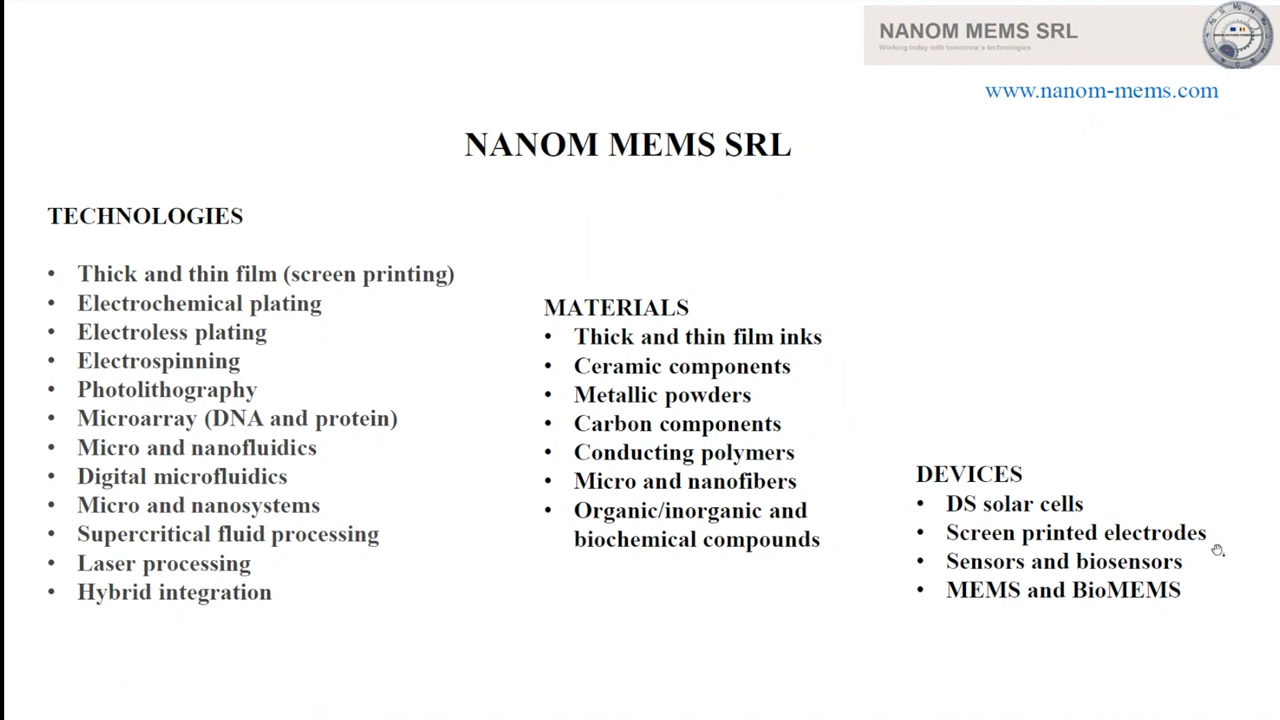 NANOM MEMS SRL
Working today with tomorrow's technologies
www.nanom-mems.com
NANOM MEMS SRL
TECHNOLOGIES
• Thick and thin film (screen printing)
• Electrochemical plating
• Electroless plating
• Electrospinning
• Photolithography
• Microarray (DNA and protein)
• Micro and nanofluidics
• Digital microfluidics
• Micro and nanosystems
• Supercritical fluid processing
• Laser processing
• Hybrid integration
MATERIALS
• Thick and thin film inks
• Ceramic components
• Metallic powders
• Carbon components
• Conducting polymers
• Micro and nanofibers
• Organic/inorganic and
biochemical compounds
DEVICES
• DS solar cells
• Screen printed electrodes
• Sensors and biosensors
• MEMS and BioMEMS